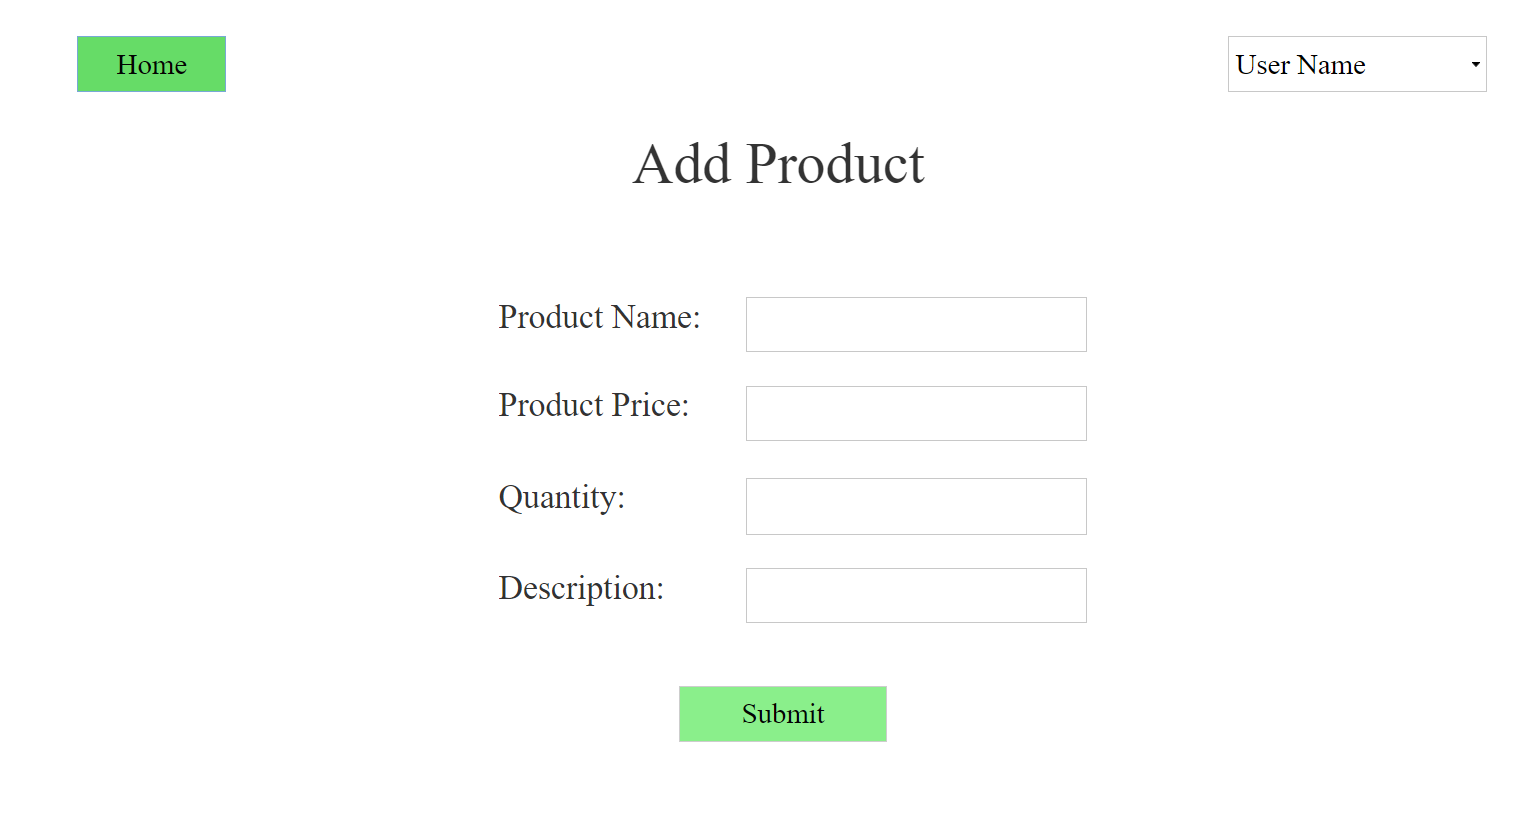 Home
User Name
Add Product
Product Name:
Product Price:
Quantity:
Description:
Submit